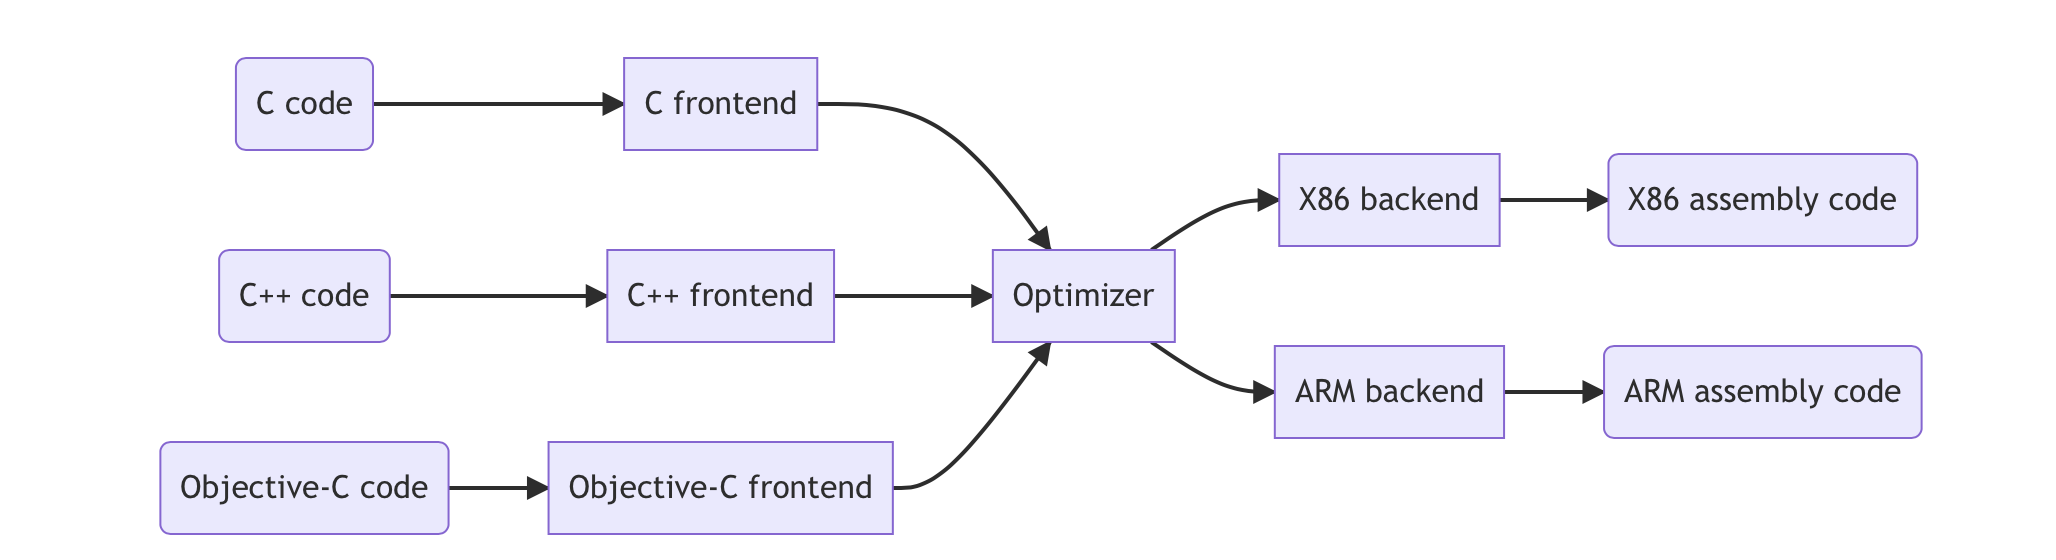 C code
C frontend
X86 backend
X86 assembly code
C++ code
C++ frontend
Optimizer
ARM backend
ARM assembly code
Objective-C code
Objective-C frontend